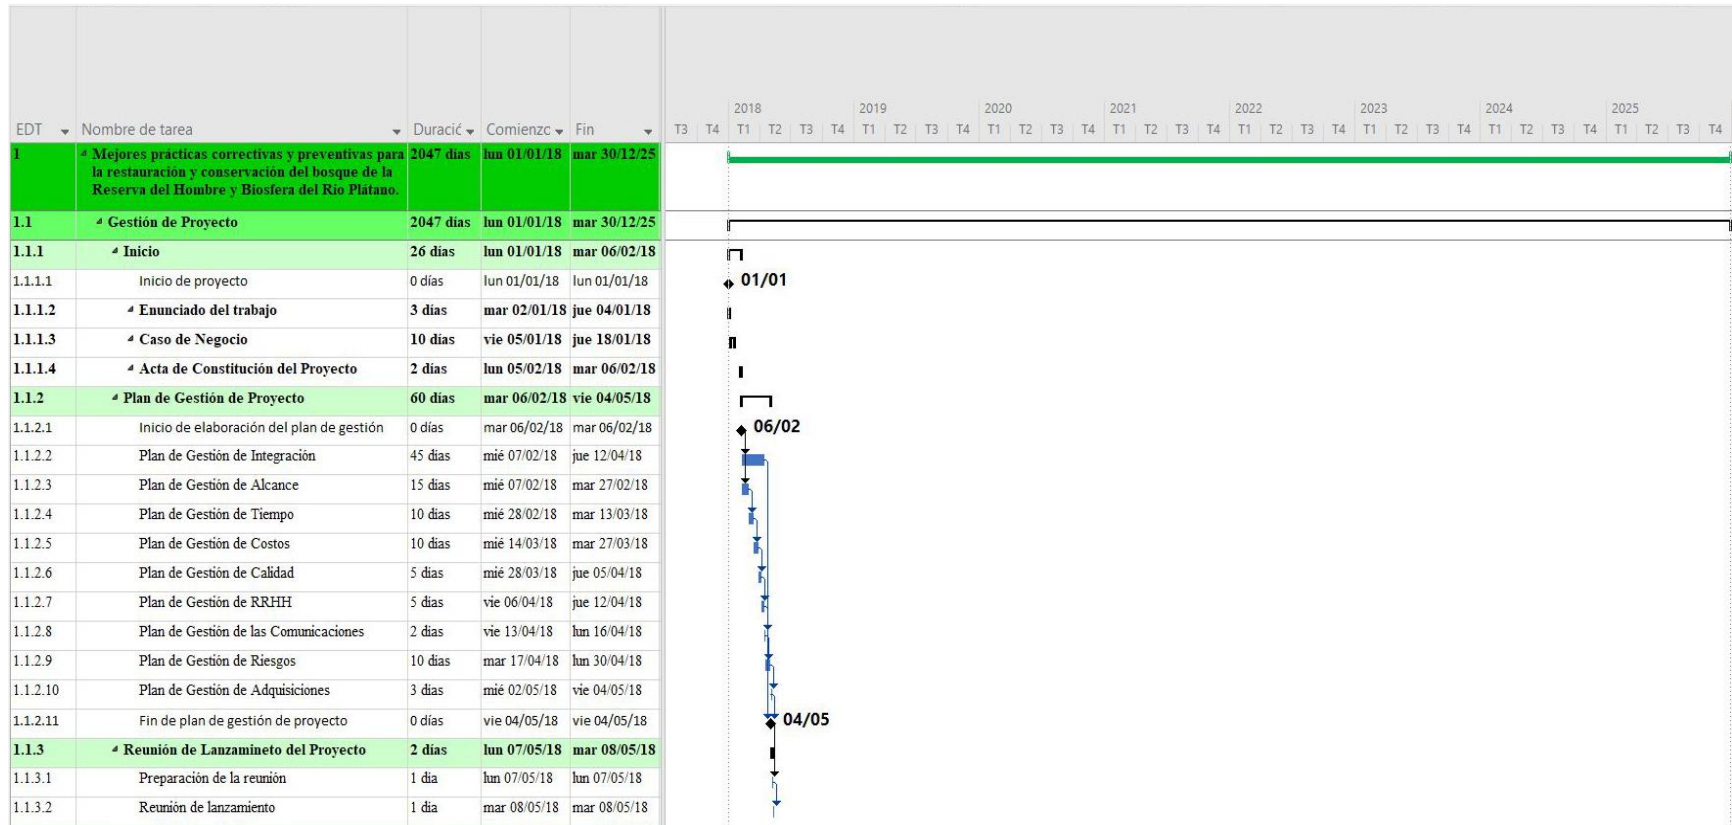 2018 2019 2020 2021 2022 2023 2024 2025
EDT Nombre de tarea Duracić Comienzc Fin T3 T4 T1 T2 T3 T4 T1 T2 T3 T4 T1 T2 T3 T4 T1 T2 T3 T4 T1 T2 T3 T4 T1 T2 T3 T4 T1 T2 T3 T4 T1 T2 T3 T4
1 Mejores prácticas correctivas y preventivas para 2047 días lun 01/01/18 mar 30/12/25
la restauración y conservación del bosque de la
Reserva del Hombre y Biosfera del Río Plátano.
1.1 Gestión de Proyecto 2047 días lun 01/01/18 mar 30/12/25
1.1.1 Inicio 26 días lun 01/01/18 mar 06/02/18
1.1.1.1 Inicio de proyecto 0 días lun 01/01/18 lun 01/01/18 01/01
1.1.1.2 Enunciado del trabajo 3 días mar 02/01/18 jue 04/01/18
1.1.1.3 Caso de Negocio 10 días vie 05/01/18 jue 18/01/18
1.1.1.4 Acta de Constitución del Proyecto 2 días lun 05/02/18 mar 06/02/18
1.1.2 Plan de Gestión de Proyecto 60 días mar 06/02/18 vie 04/05/18
1.1.2.1 Inicio de elaboración del plan de gestión 0 días mar 06/02/18 mar 06/02/18 06/02
1.1.2.2 Plan de Gestión de Integración 45 días mié 07/02/18 jue 12/04/18
1.1.2.3 Plan de Gestión de Alcance 15 días mié 07/02/18 mar 27/02/18
1.1.2.4 Plan de Gestión de Tiempo 10 días mié 28/02/18 mar 13/03/18
1.1.2.5 Plan de Gestión de Costos 10 días mié 14/03/18 mar 27/03/18
1.1.2.6 Plan de Gestión de Calidad 5 días mié 28/03/18 jue 05/04/18
1.1.2.7 Plan de Gestión de RRHH 5 días vie 06/04/18 jue 12/04/18
1.1.2.8 Plan de Gestión de las Comunicaciones 2 días vie 13/04/18 lun 16/04/18
1.1.2.9 Plan de Gestión de Riesgos 10 días mar 17/04/18 lun 30/04/18
1.1.2.10 Plan de Gestión de Adquisiciones 3 días mié 02/05/18 vie 04/05/18
1.1.2.11 Fin de plan de gestión de proyecto 0 días vie 04/05/18 vie 04/05/18 04/05
1.1.3 Reunión de Lanzamineto del Proyecto 2 días lun 07/05/18 mar 08/05/18
1.1.3.1 Preparación de la reunión 1 día lun 07/05/18 lun 07/05/18
1.1.3.2 Reunión de lanzamiento 1 día mar 08/05/18 mar 08/05/18